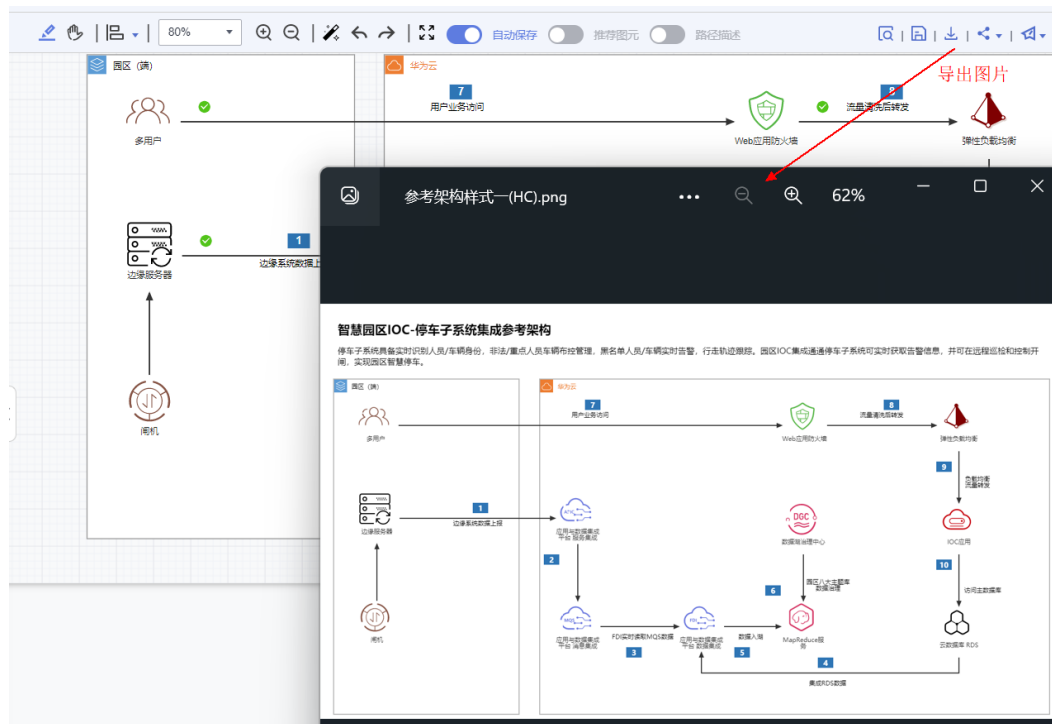 80%
自动保存
推荐图元
路径描述
导出图片
园区（端）
华为云
7
用户业务访问
8
流量清洗后转发
多用户
Web应用防火墙
弹性负载均衡
1
边缘系统数据上
边缘服务器
闸机
参考架构样式一(HC).png
62%
智慧园区IOC-停车子系统集成参考架构
停车子系统具备实时识别人员/车辆身份，非法/重点人员车辆布控管理，黑名单人员/车辆实时告警，行走轨迹跟踪。园区IOC集成通通停车子系统可实时获取告警信息，并可在远程巡检和控制开
闸，实现园区智慧停车。
园区（端）
华为云
7
用户业务访问
8
流量清洗后转发
多用户
Web应用防火墙
弹性负载均衡
9
负载均衡
流量转发
1
边缘系统数据上报
边缘服务器
应用与数据集成
平台 服务集成
DGC
数据湖治理中心
IOC应用
2
10
访问主数据库
6
园区八大主题库
数据治理
MQS
FDI
闸机
应用与数据集成
平台 消息集成
FDI实时读取MQS数据
3
应用与数据集成
平台 数据集成
数据入湖
5
MapReduce服
务
云数据库 RDS
4
集成RDS数据